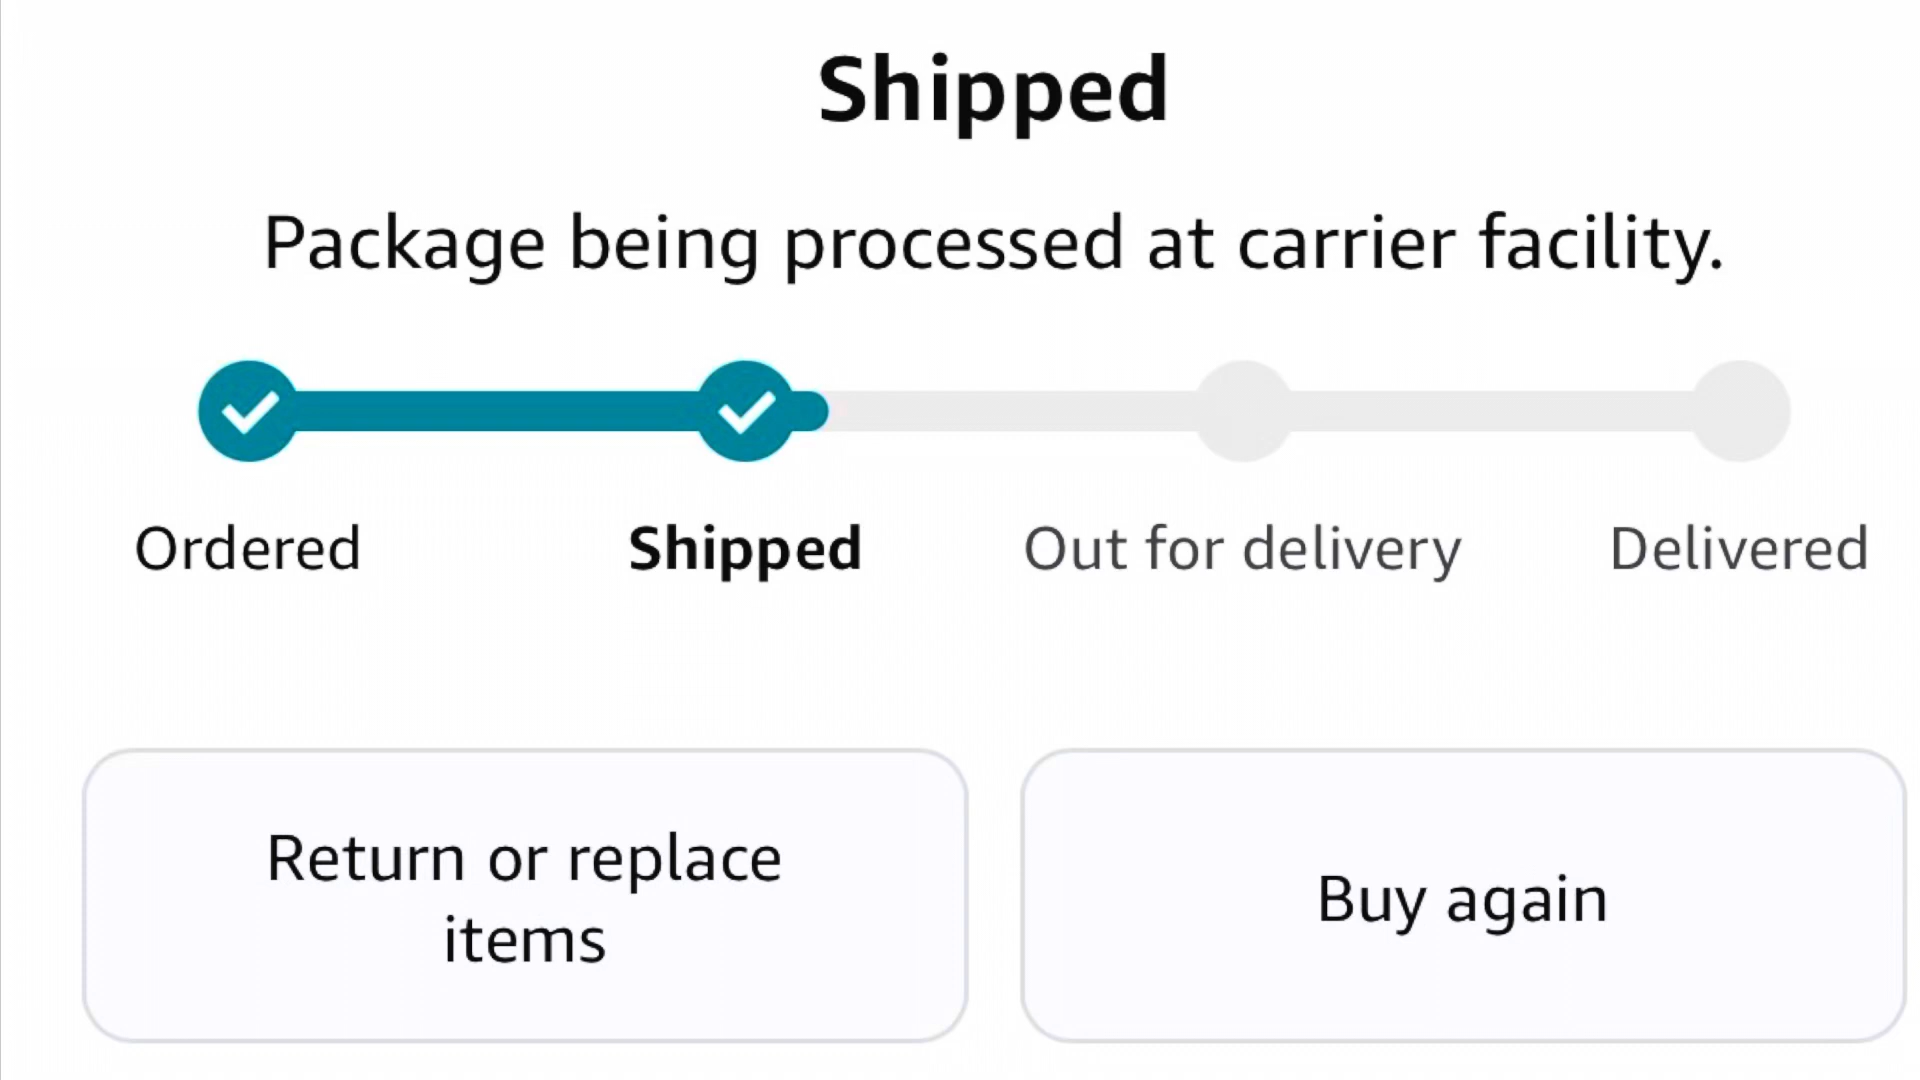 Shipped
Package being processed at carrier facility.
Ordered
Shipped
Out for delivery
Delivered
Return or replace
items
Buy again